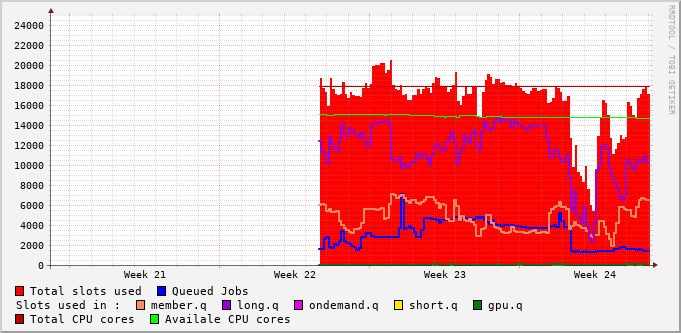 24000
22000
20000
18000
16000
14000
12000
10000
8000
6000
4000
2000
0
Week 21 Week 22 Week 23 Week 24
Total slots used Queued Jobs
Slots used in : member.q long.q ondemand.q short.q gpu.q
Total CPU cores Availale CPU cores
RRDTOOL / TOBI OETIKER